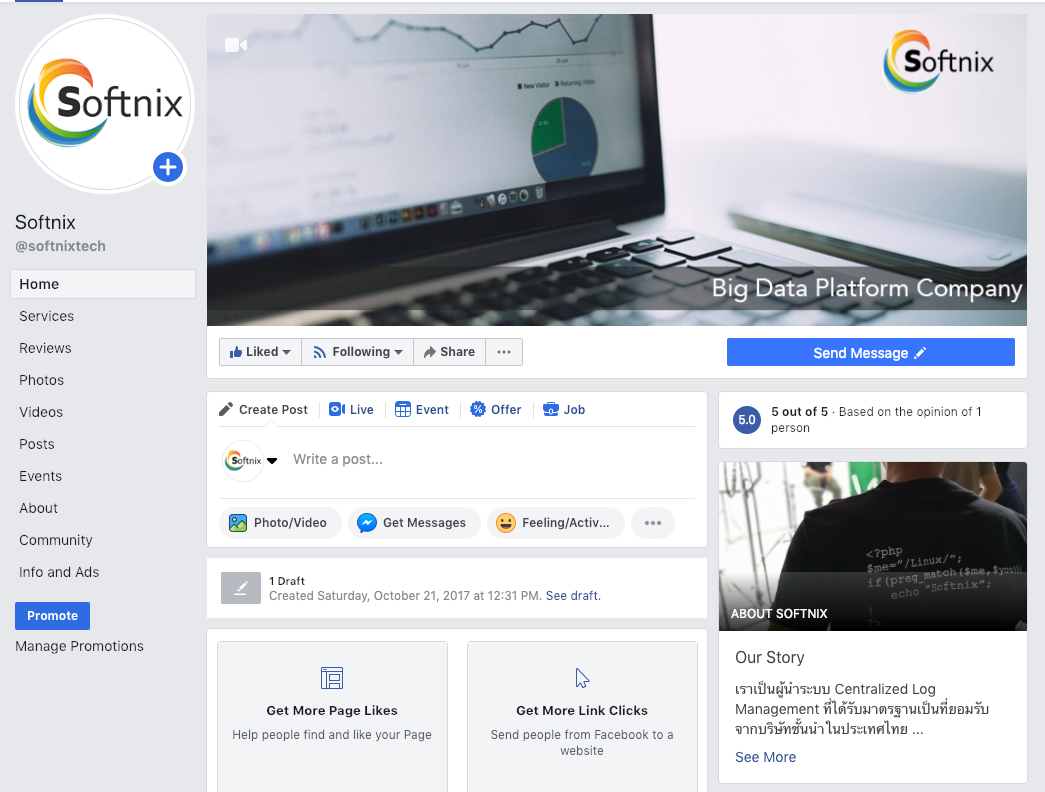 Softnix
Softnix
@softnixtech
Home
Services
Reviews
Photos
Videos
Posts
Events
About
Community
Info and Ads
Promote
Manage Promotions
New Visitor Returning Visitor
Softnix
Big Data Platform Company
Liked Following Share
Send Message
Create Post Live Event Offer Job
Softnix Write a post...
Photo/Video Get Messages Feeling/Activ...
1 Draft
Created Saturday, October 21, 2017 at 12:31 PM. See draft.
Get More Page Likes
Help people find and like your Page
Get More Link Clicks
Send people from Facebook to a
website
5.0
5 out of 5 · Based on the opinion of 1
person
<?php
$me="/Linux/";
if(preg_match($me,$you)){
echo "Softnix";
}
?>
ABOUT SOFTNIX
Our Story
เราเป็นผู้นำระบบ Centralized Log
Management ที่ได้รับมาตรฐานเป็นที่ยอมรับ
จากบริษัทชั้นนำในประเทศไทย ...
See More